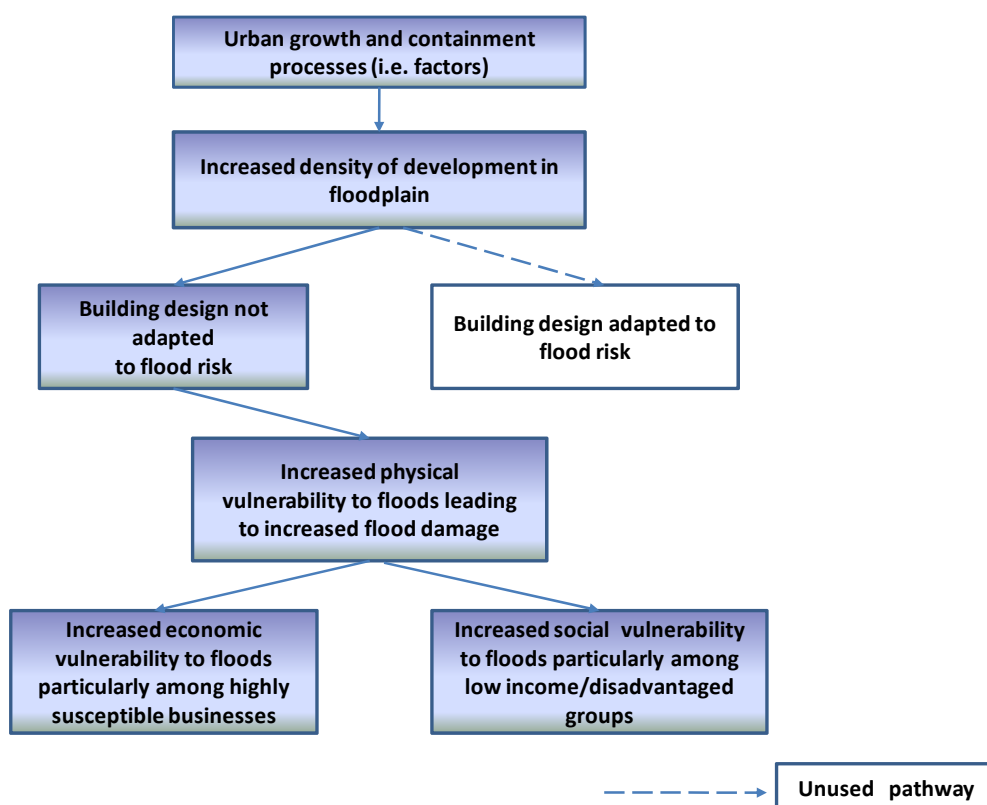 Urban growth and containment
processes (i.e. factors)
Increased density of development in
floodplain
Building design not
adapted
to flood risk
Building design adapted to
flood risk
Increased physical
vulnerability to floods leading
to increased flood damage
Increased economic
vulnerability to floods
particularly among highly
susceptible businesses
Increased social vulnerability
to floods particularly among
low income/disadvantaged
groups
Unused pathway